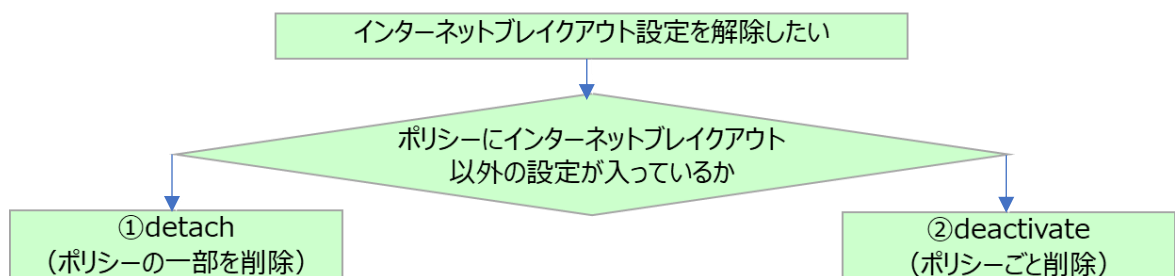 インターネットブレイクアウト設定を解除したい
ポリシーにインターネットブレイクアウト
以外の設定が入っているか
①detach
（ポリシーの一部を削除）
②deactivate
（ポリシーごと削除）